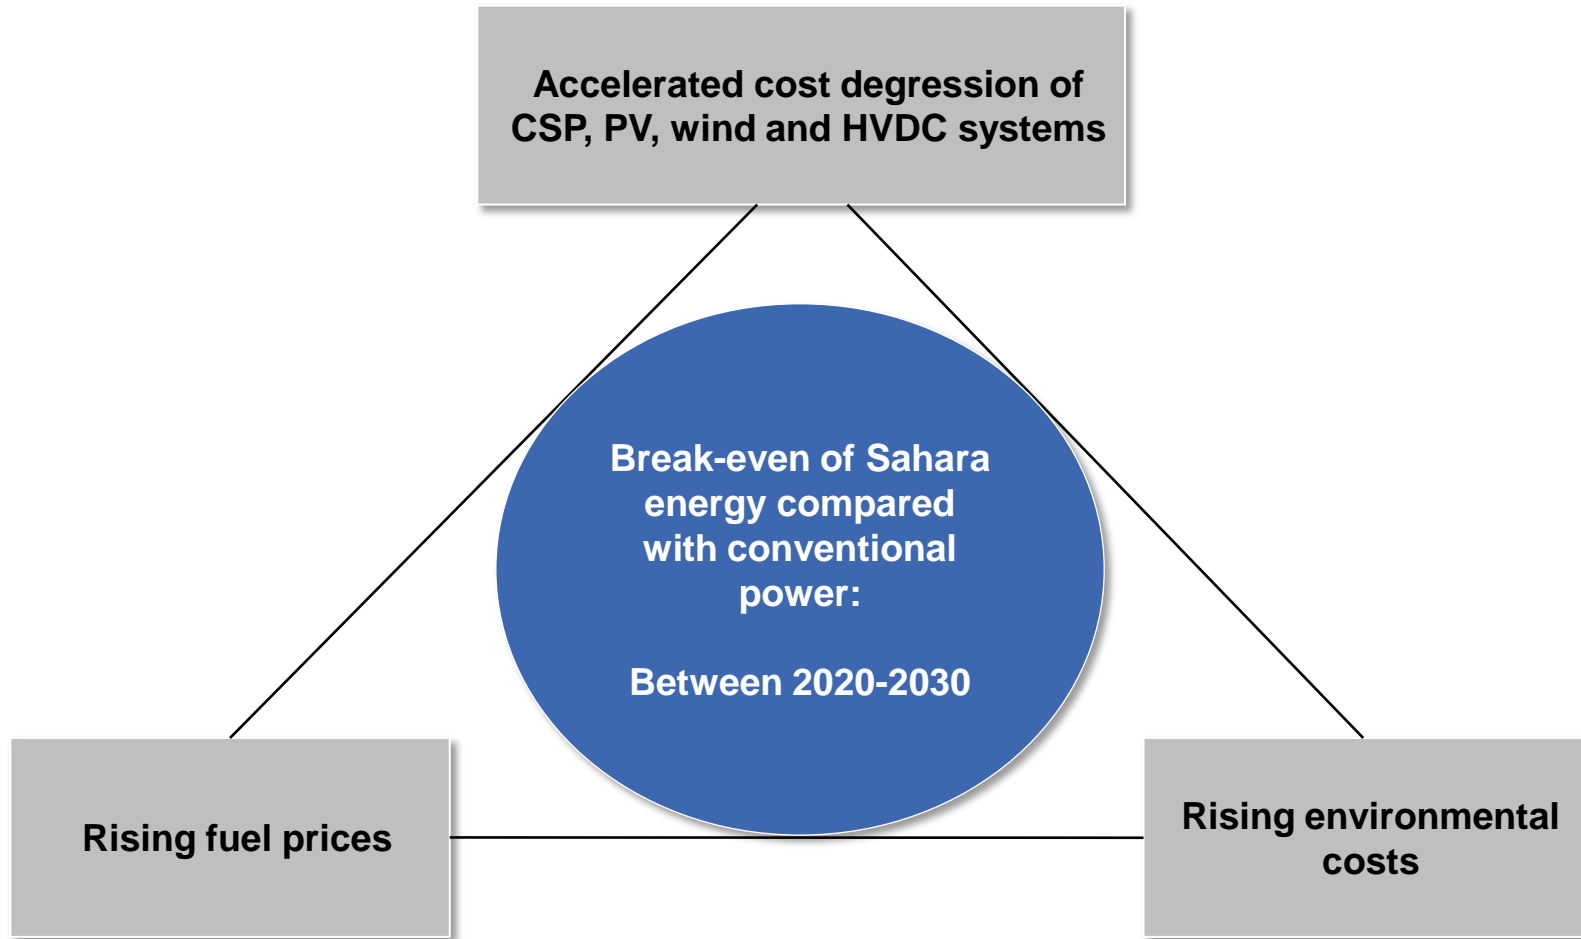 Accelerated cost degression of
CSP, PV, wind and HVDC systems
Break-even of Sahara
energy compared
with conventional
power:
Between 2020-2030
Rising fuel prices
Rising environmental
costs